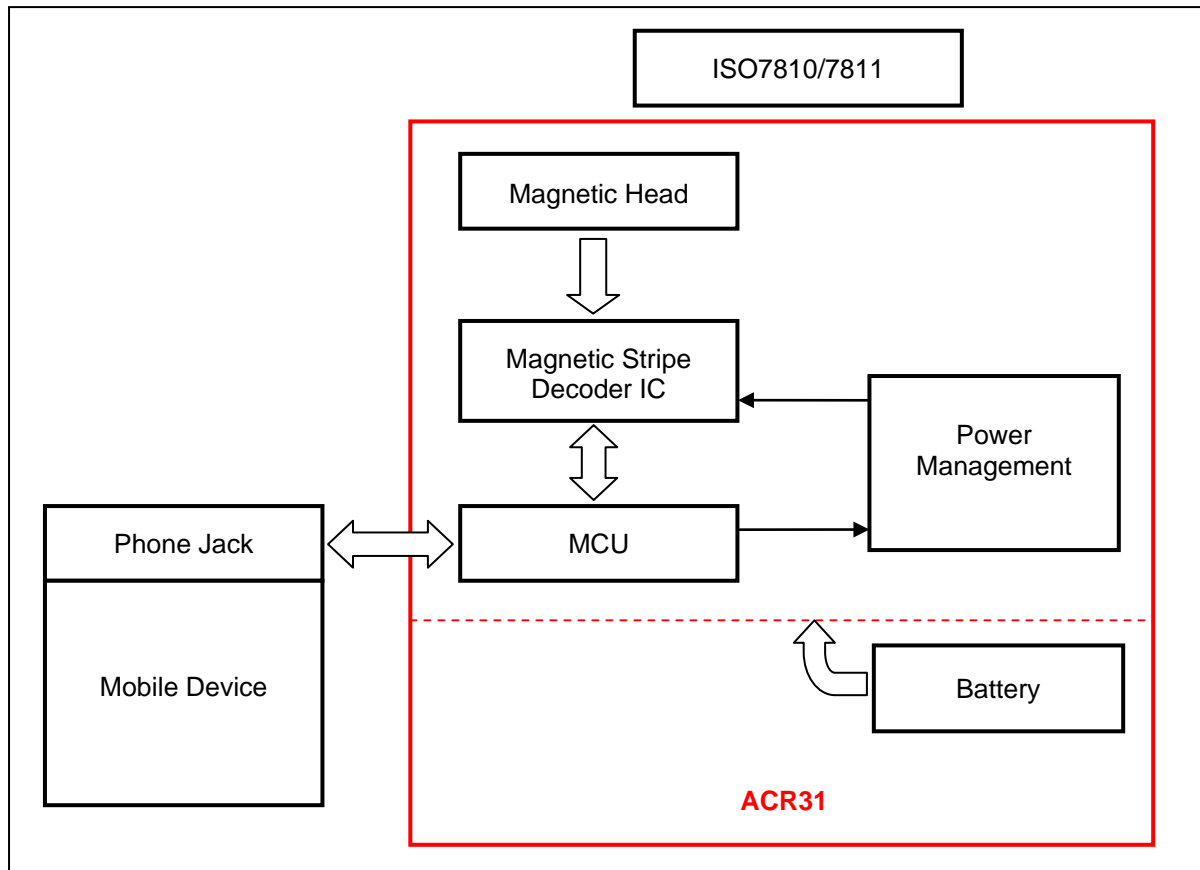 ISO7810/7811
Magnetic Head
Magnetic Stripe
Decoder IC
Power
Management
Phone Jack
MCU
Mobile Device
Battery
ACR31